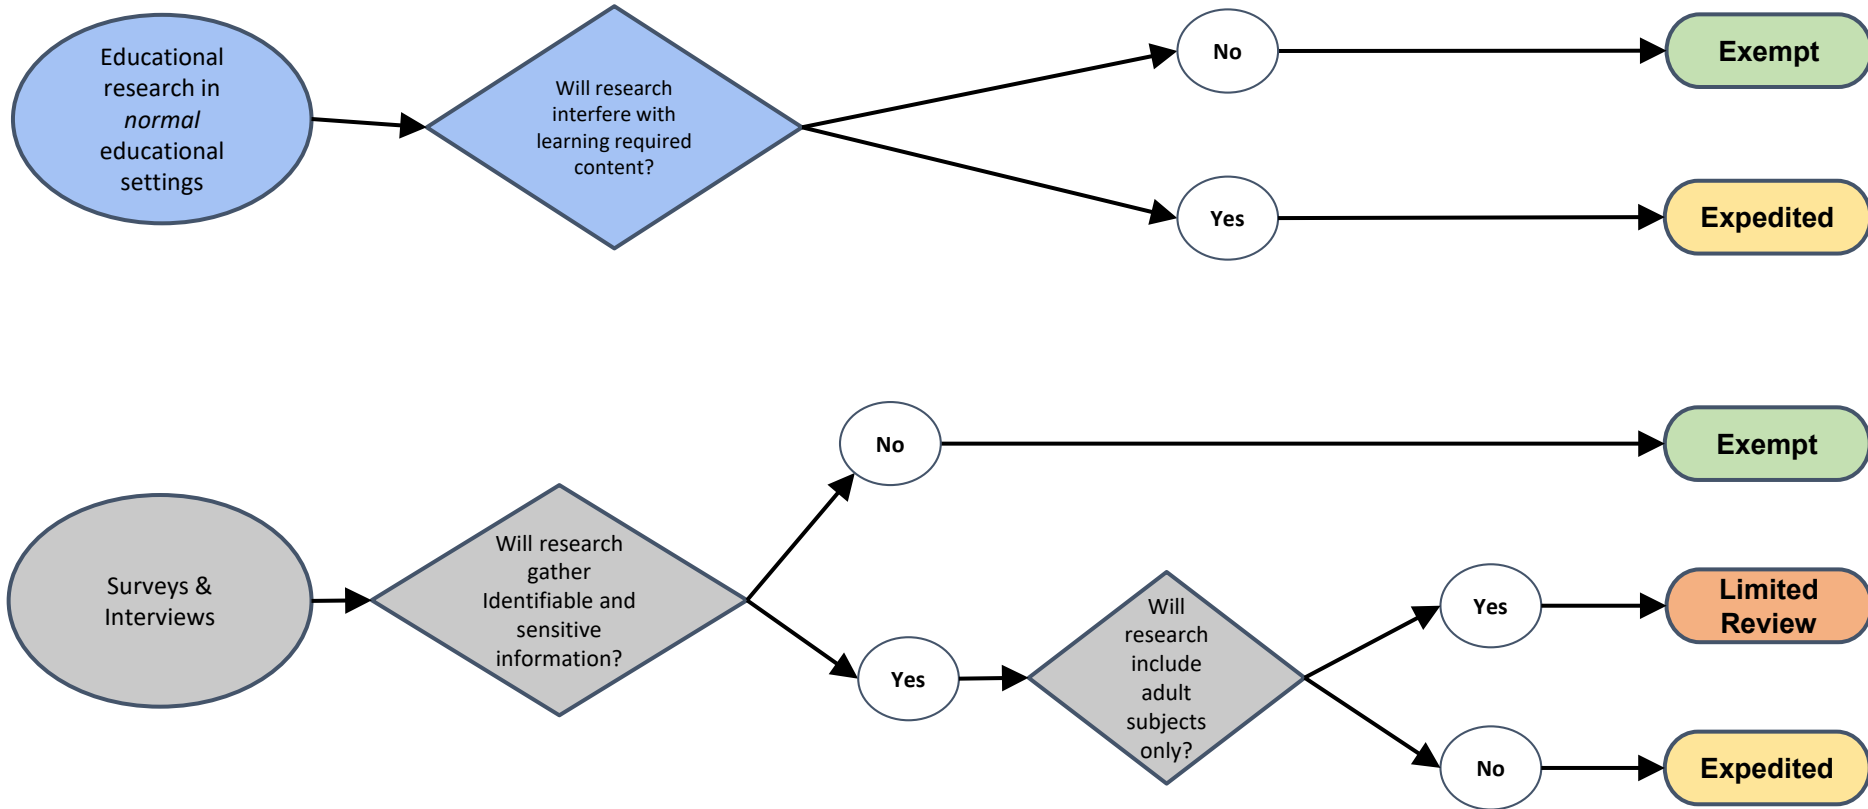 Educational
research in
normal
educational
settings
Will research
interfere with
learning required
content?
No
Exempt
Yes
Expedited
Surveys &
Interviews
Will research
gather
Identifiable and
sensitive
information?
No
Exempt
Yes
Will
research
include
adult
subjects
only?
Yes
Limited
Review
No
Expedited